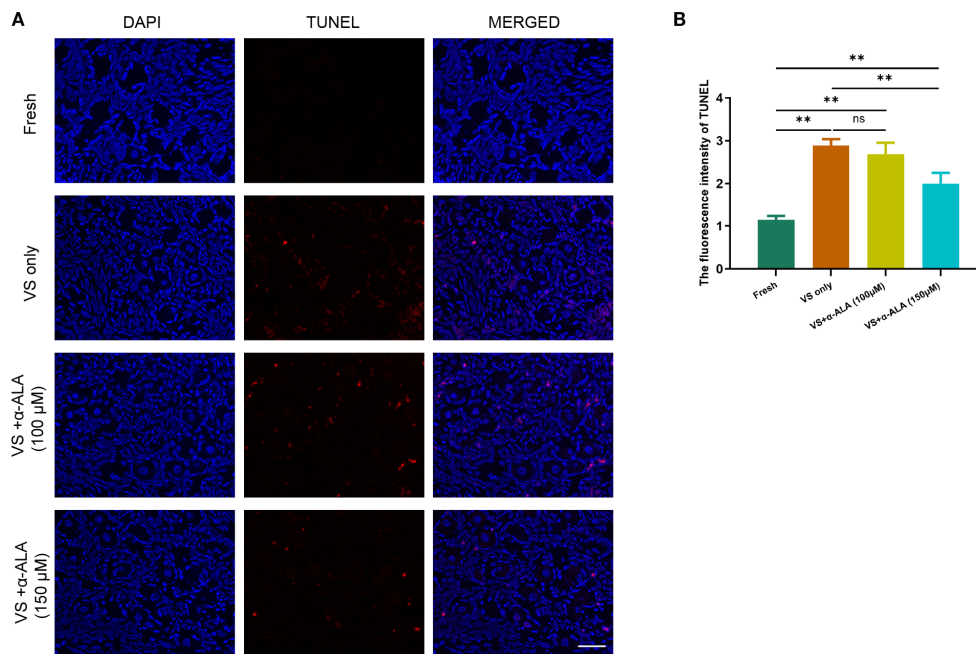 A
DAPI
TUNEL
MERGED
Fresh
VS only
VS +α-ALA
(100 μM)
VS +α-ALA
(150 μM)
B
**
**
**
**
ns
The fluorescence intensity of TUNEL
4
3
2
1
0
Fresh
VS only
VS+α-ALA (100μM)
VS+α-ALA (150μM)